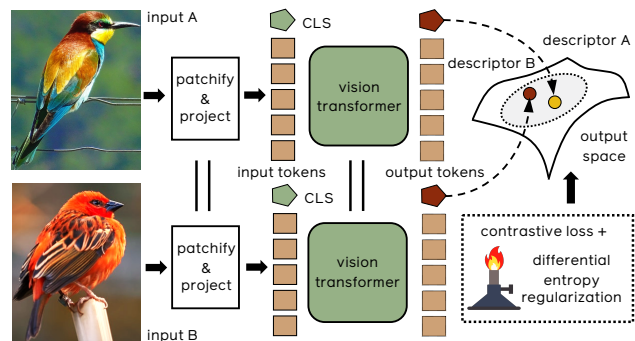 input A
CLS
patchify
&
project
vision
transformer
descriptor A
descriptor B
output
space
input tokens
output tokens
CLS
patchify
&
project
vision
transformer
contrastive loss +
differential
entropy
regularization
input B